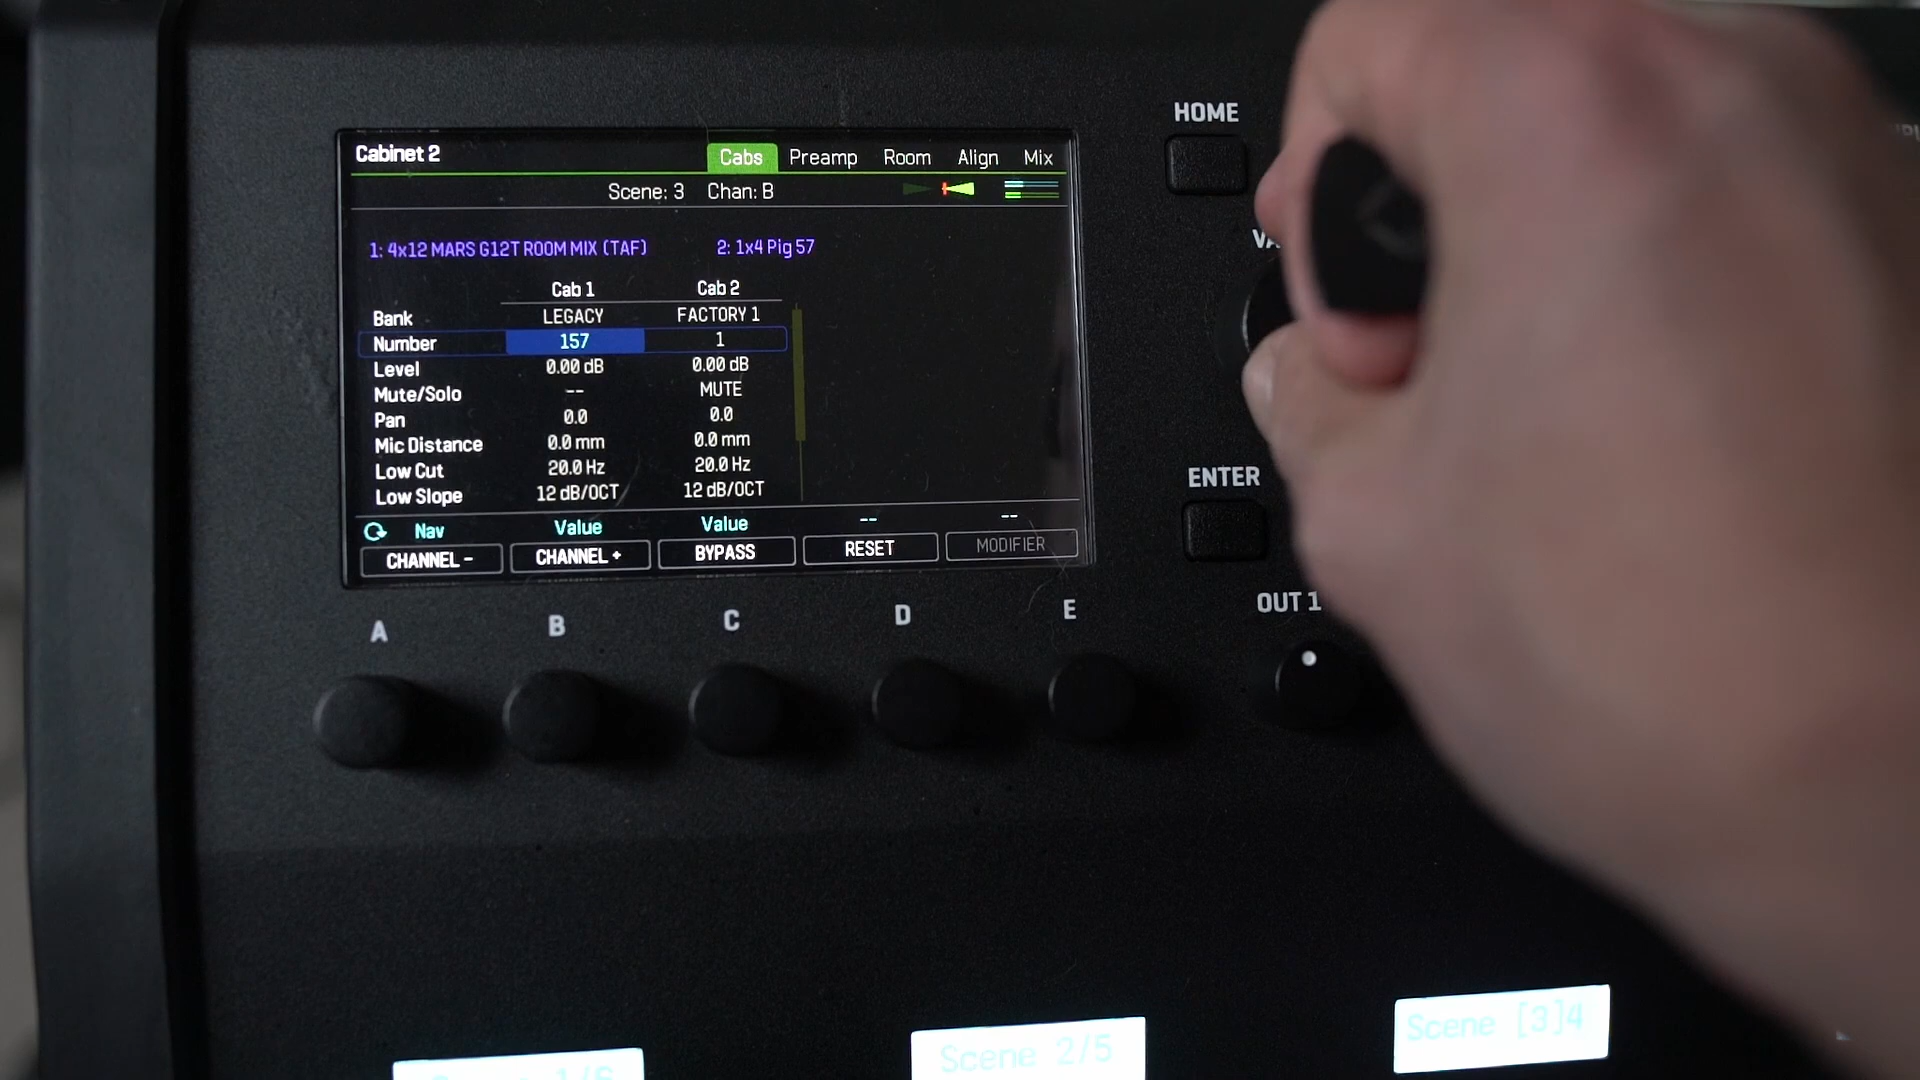 Cabinet 2
Cabs Preamp Room Align Mix
Scene: 3 Chan: B
1: 4x12 MARS G12T ROOM MIX (TAF) 2: 1x4 Pig 57
Cab 1 Cab 2
Bank LEGACY FACTORY 1
Number 157 1
Level 0.00 dB 0.00 dB
Mute/Solo -- MUTE
Pan 0.0 0.0
Mic Distance 0.0 mm 0.0 mm
Low Cut 20.0 Hz 20.0 Hz
Low Slope 12 dB/OCT 12 dB/OCT
Nav Value Value -- --
CHANNEL - CHANNEL + BYPASS RESET MODIFIER
A B C D E
HOME
ENTER
OUT 1
Scene 2/5
Scene [3]4